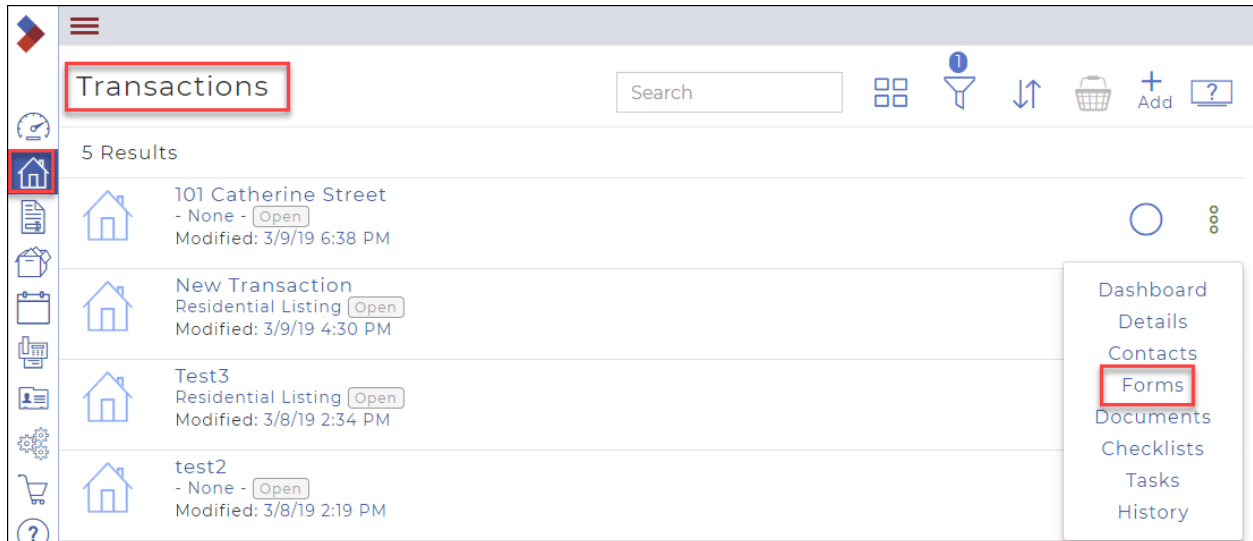 1
Transactions
Search
Add
?
5 Results
101 Catherine Street
- None - Open
Modified: 3/9/19 6:38 PM
New Transaction
Residential Listing Open
Modified: 3/9/19 4:30 PM
Test3
Residential Listing Open
Modified: 3/8/19 2:34 PM
test2
- None - Open
Modified: 3/8/19 2:19 PM
Dashboard
Details
Contacts
Forms
Documents
Checklists
Tasks
History
?